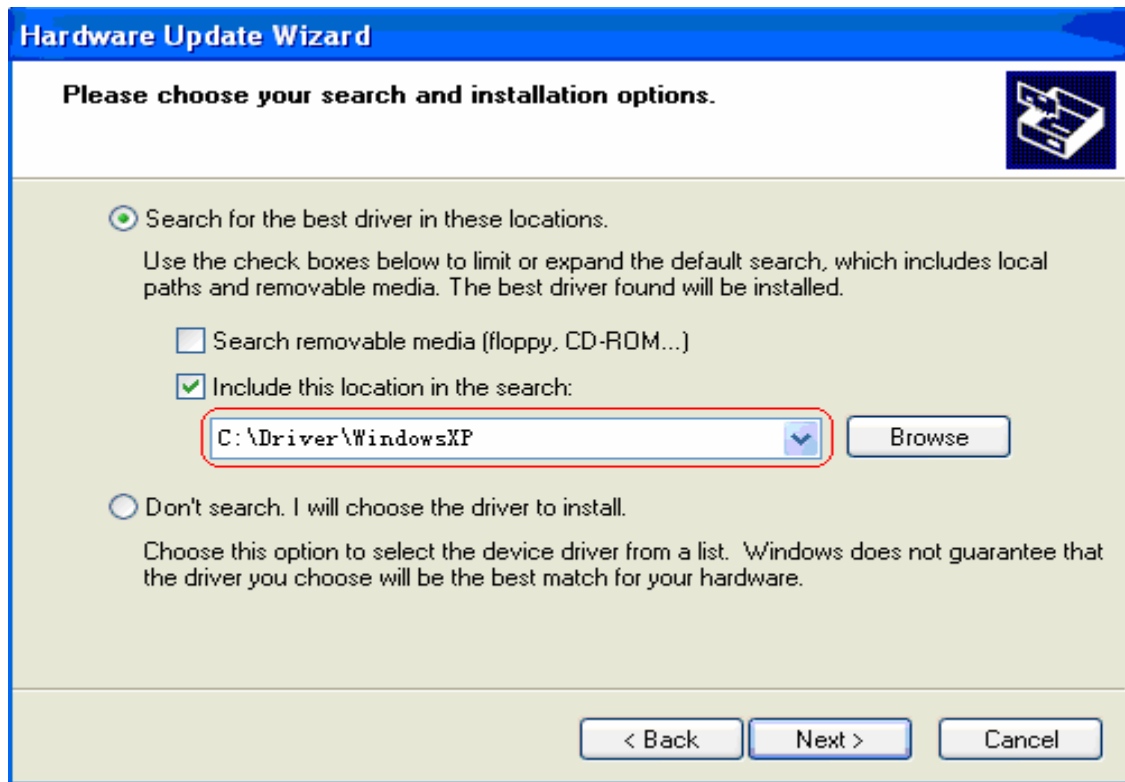 Hardware Update Wizard
Please choose your search and installation options.
Search for the best driver in these locations.
Use the check boxes below to limit or expand the default search, which includes local
paths and removable media. The best driver found will be installed.
Search removable media (floppy, CD-ROM...)
Include this location in the search:
C:\Driver\WindowsXP
Browse
Don't search. I will choose the driver to install.
Choose this option to select the device driver from a list.  Windows does not guarantee that
the driver you choose will be the best match for your hardware.
< Back Next > Cancel